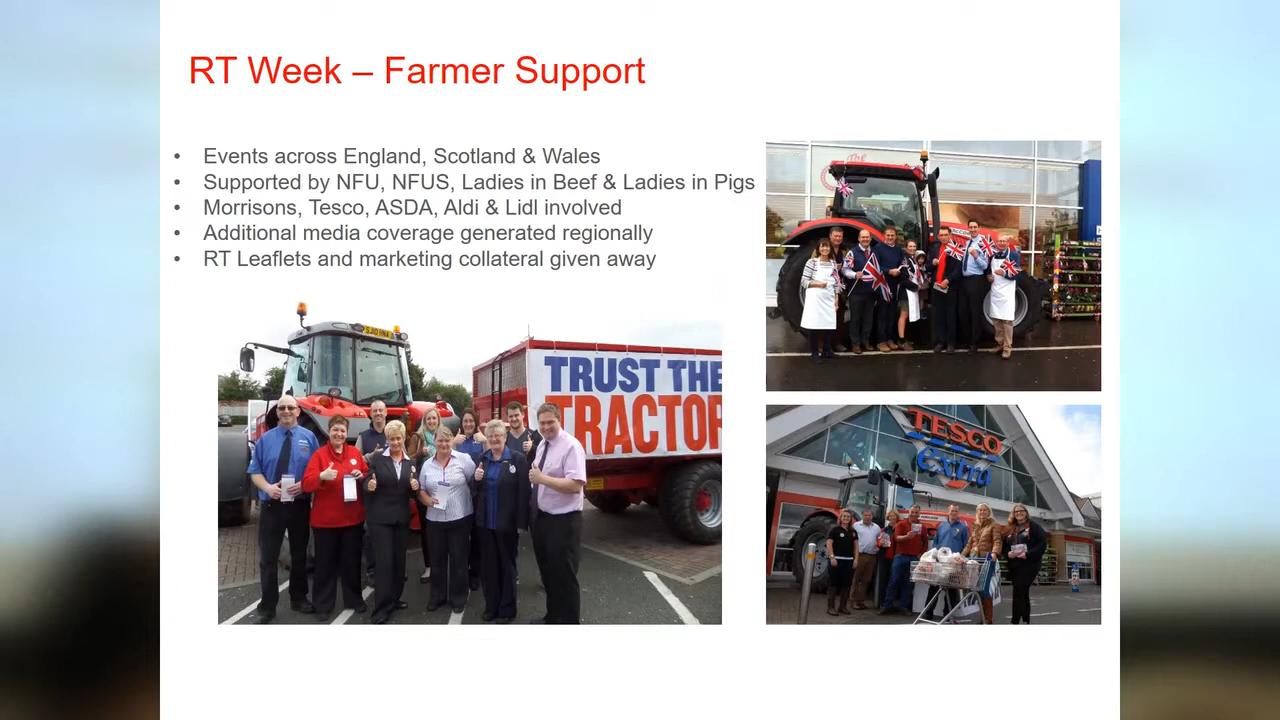 RT Week – Farmer Support
• Events across England, Scotland & Wales
• Supported by NFU, NFUS, Ladies in Beef & Ladies in Pigs
• Morrisons, Tesco, ASDA, Aldi & Lidl involved
• Additional media coverage generated regionally
• RT Leaflets and marketing collateral given away
The
TRUST THE
TRACTOR
TESCO
extra